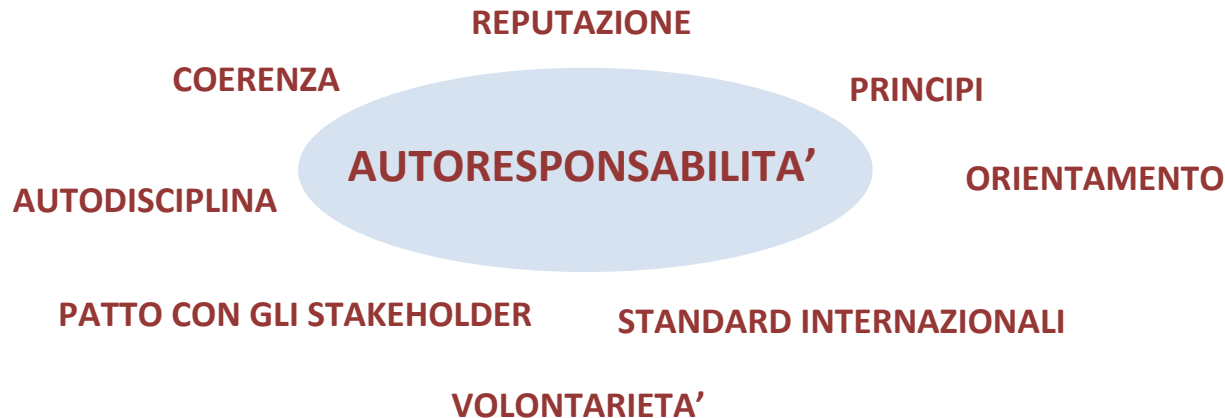 REPUTAZIONE
COERENZA
PRINCIPI
AUTORESPONSABILITA’
ORIENTAMENTO
AUTODISCIPLINA
PATTO CON GLI STAKEHOLDER
STANDARD INTERNAZIONALI
VOLONTARIETA’